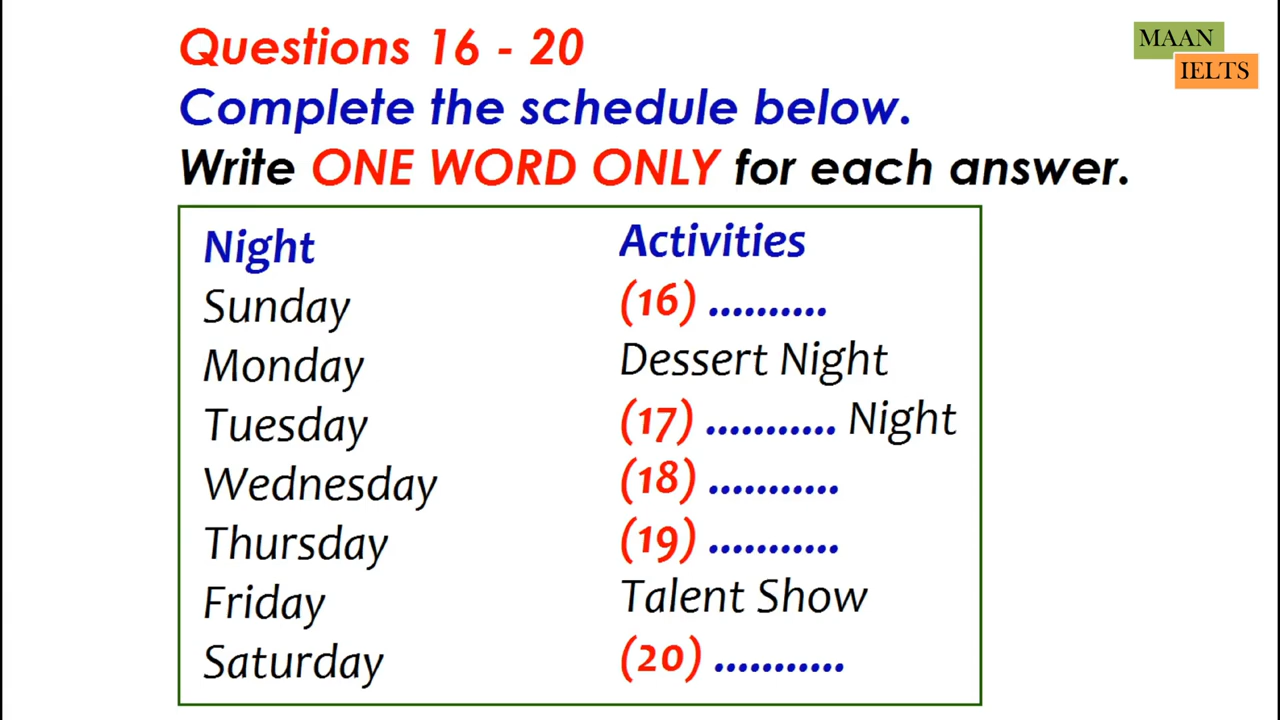 Questions 16 - 20
MAAN
IELTS
Complete the schedule below.
Write ONE WORD ONLY for each answer.
Night Activities
Sunday (16) ..........
Monday Dessert Night
Tuesday (17) ........... Night
Wednesday (18) ...........
Thursday (19) ...........
Friday Talent Show
Saturday (20) ...........